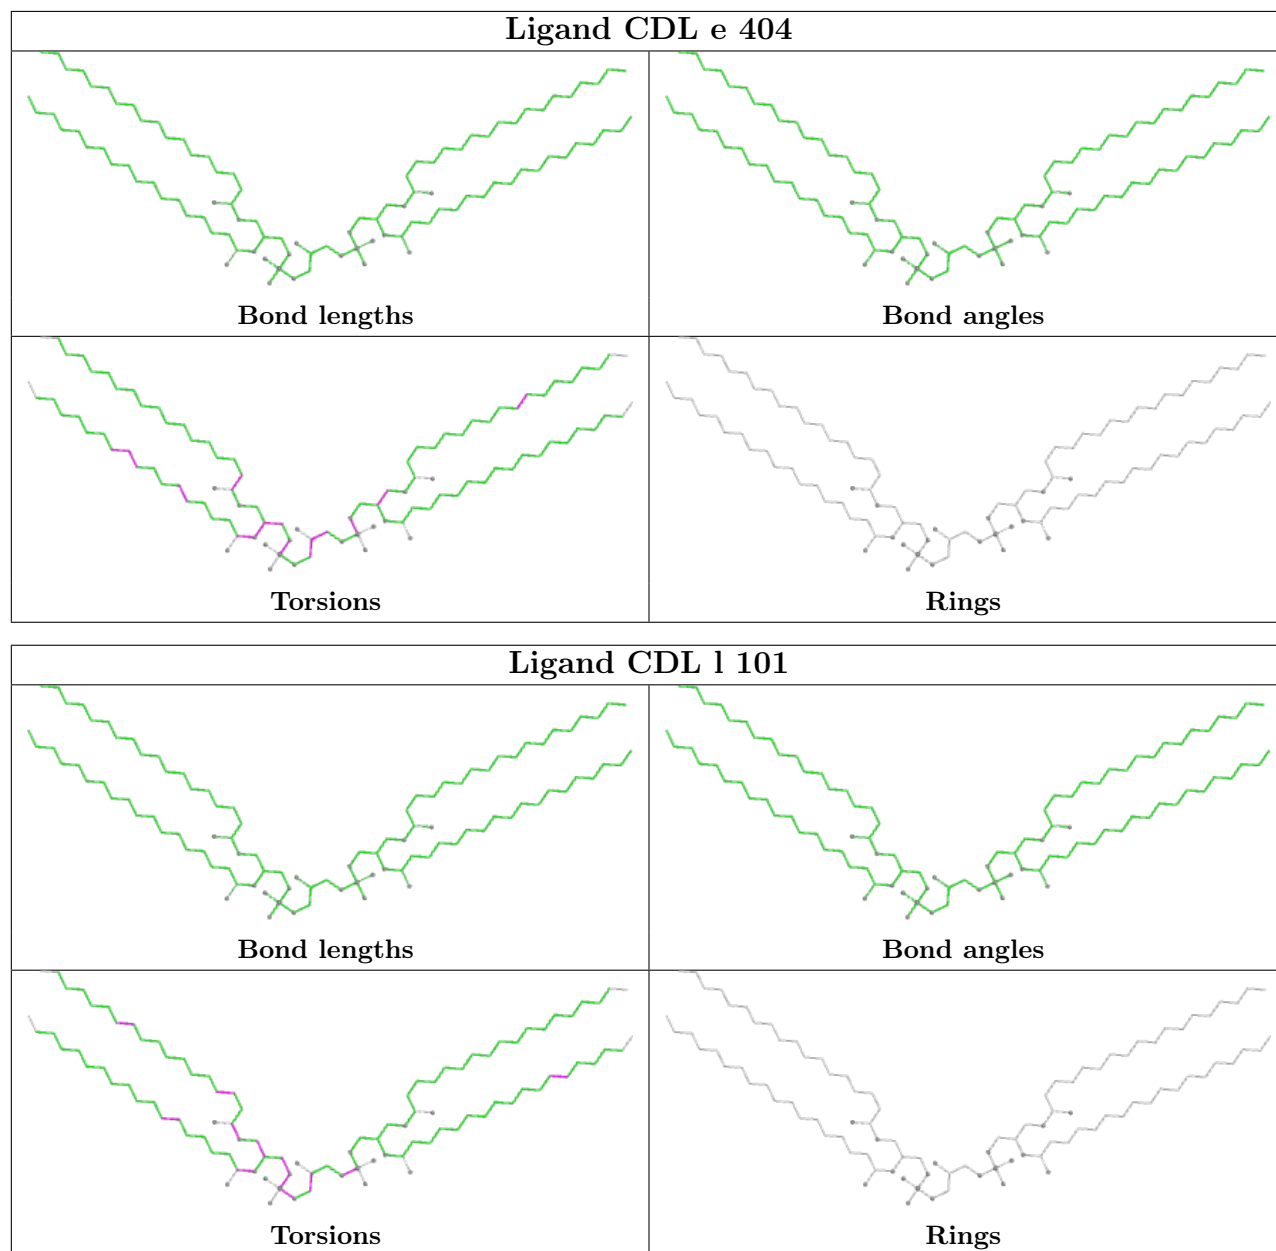 Ligand CDL e 404
Bond lengths
Bond angles
Torsions
Rings
Ligand CDL l 101
Bond lengths
Bond angles
Torsions
Rings